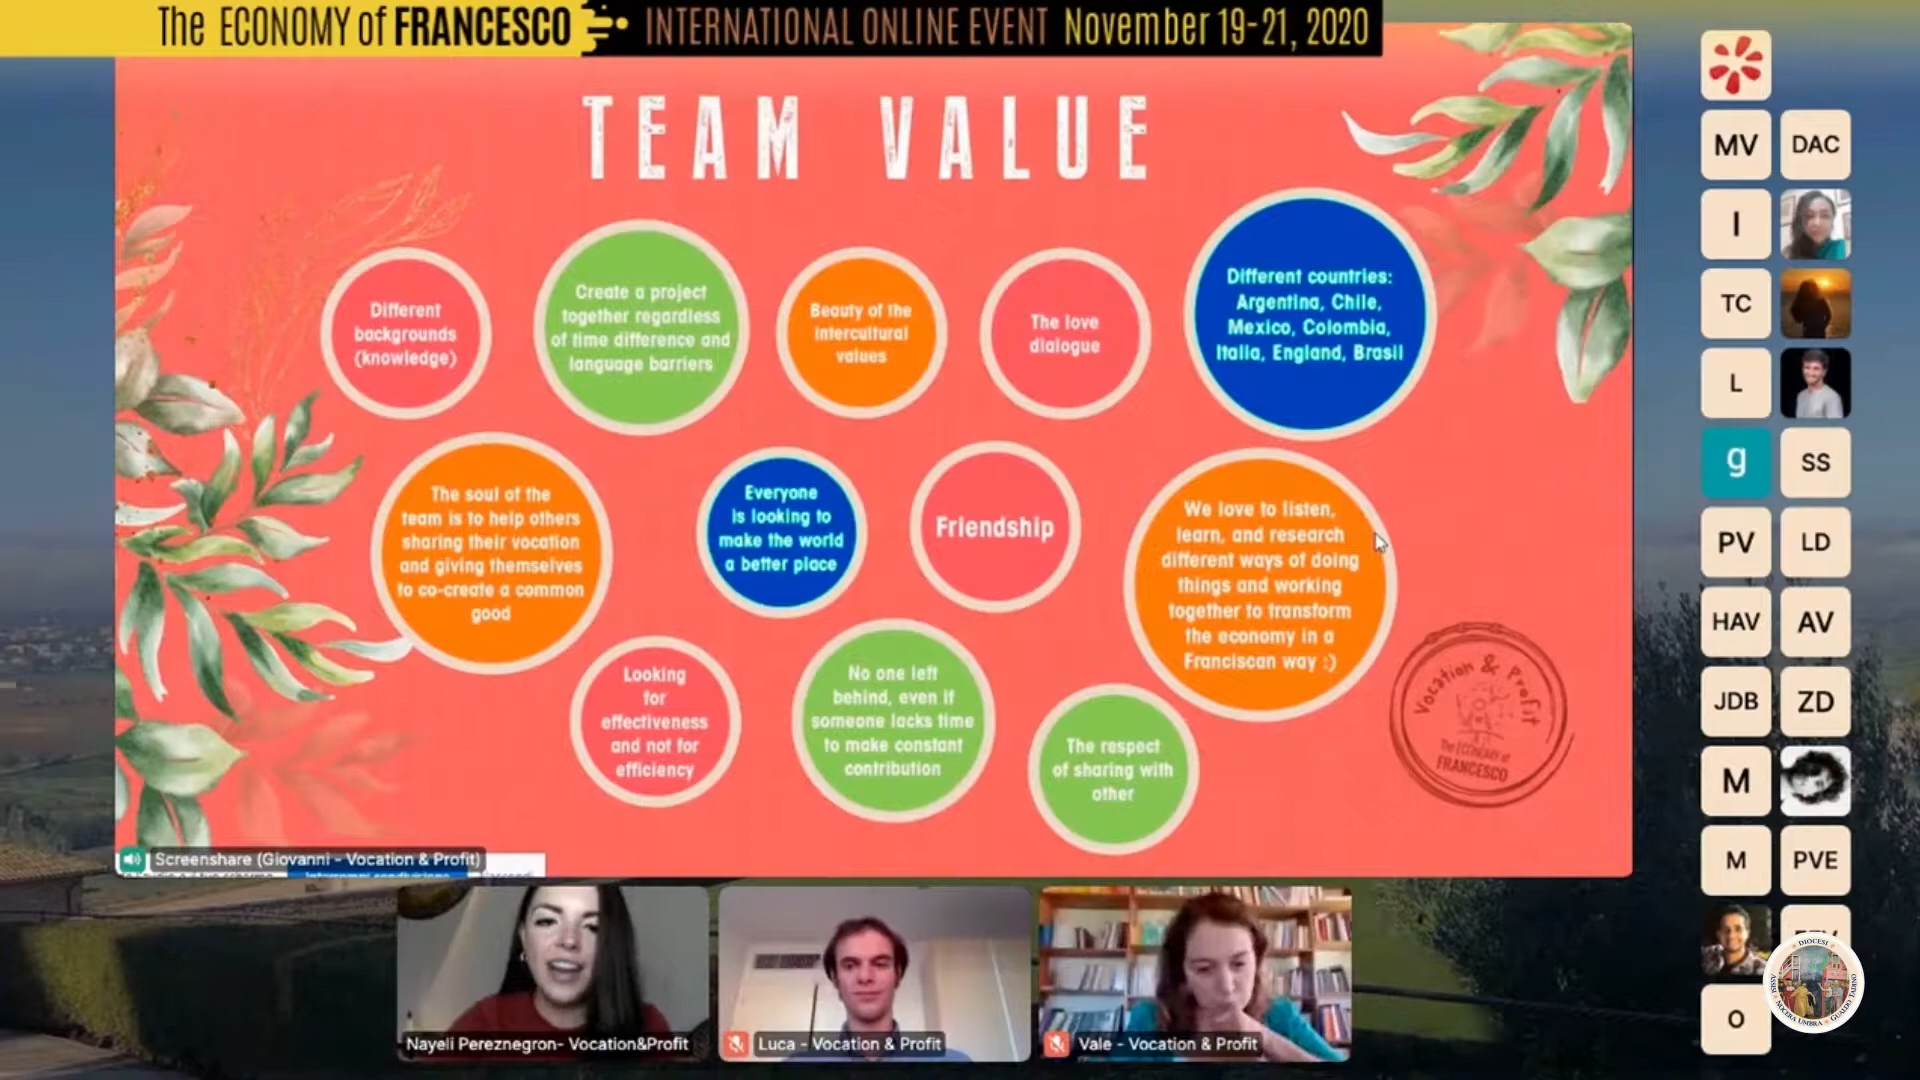 The ECONOMY of FRANCESCO INTERNATIONAL ONLINE EVENT November 19-21, 2020
TEAM VALUE
Different
backgrounds
(knowledge)
Create a project
together regardless
of time difference and
language barriers
Beauty of the
intercultural
values
The love
dialogue
Different countries:
Argentina, Chile,
Mexico, Colombia,
Italia, England, Brasil
The soul of the
team is to help others
sharing their vocation
and giving themselves
to co-create a common
good
Everyone
is looking to
make the world
a better place
Friendship
We love to listen,
learn, and research
different ways of doing
things and working
together to transform
the economy in a
Franciscan way :)
Looking
for
effectiveness
and not for
efficiency
No one left
behind, even if
someone lacks time
to make constant
contribution
The respect
of sharing with
other
Vocation & Profit
The ECONOMY of
FRANCESCO
Screenshare (Giovanni - Vocation & Profit)
Interrompi condivisione
Nayeli Pereznegron- Vocation&Profit
Luca - Vocation & Profit
Vale - Vocation & Profit
MV
DAC
I
TC
L
g
SS
PV
LD
HAV
AV
JDB
ZD
M
M
PVE
O
DIOCESI
ASSISI NOCERA UMBRA GUALDO TADINO